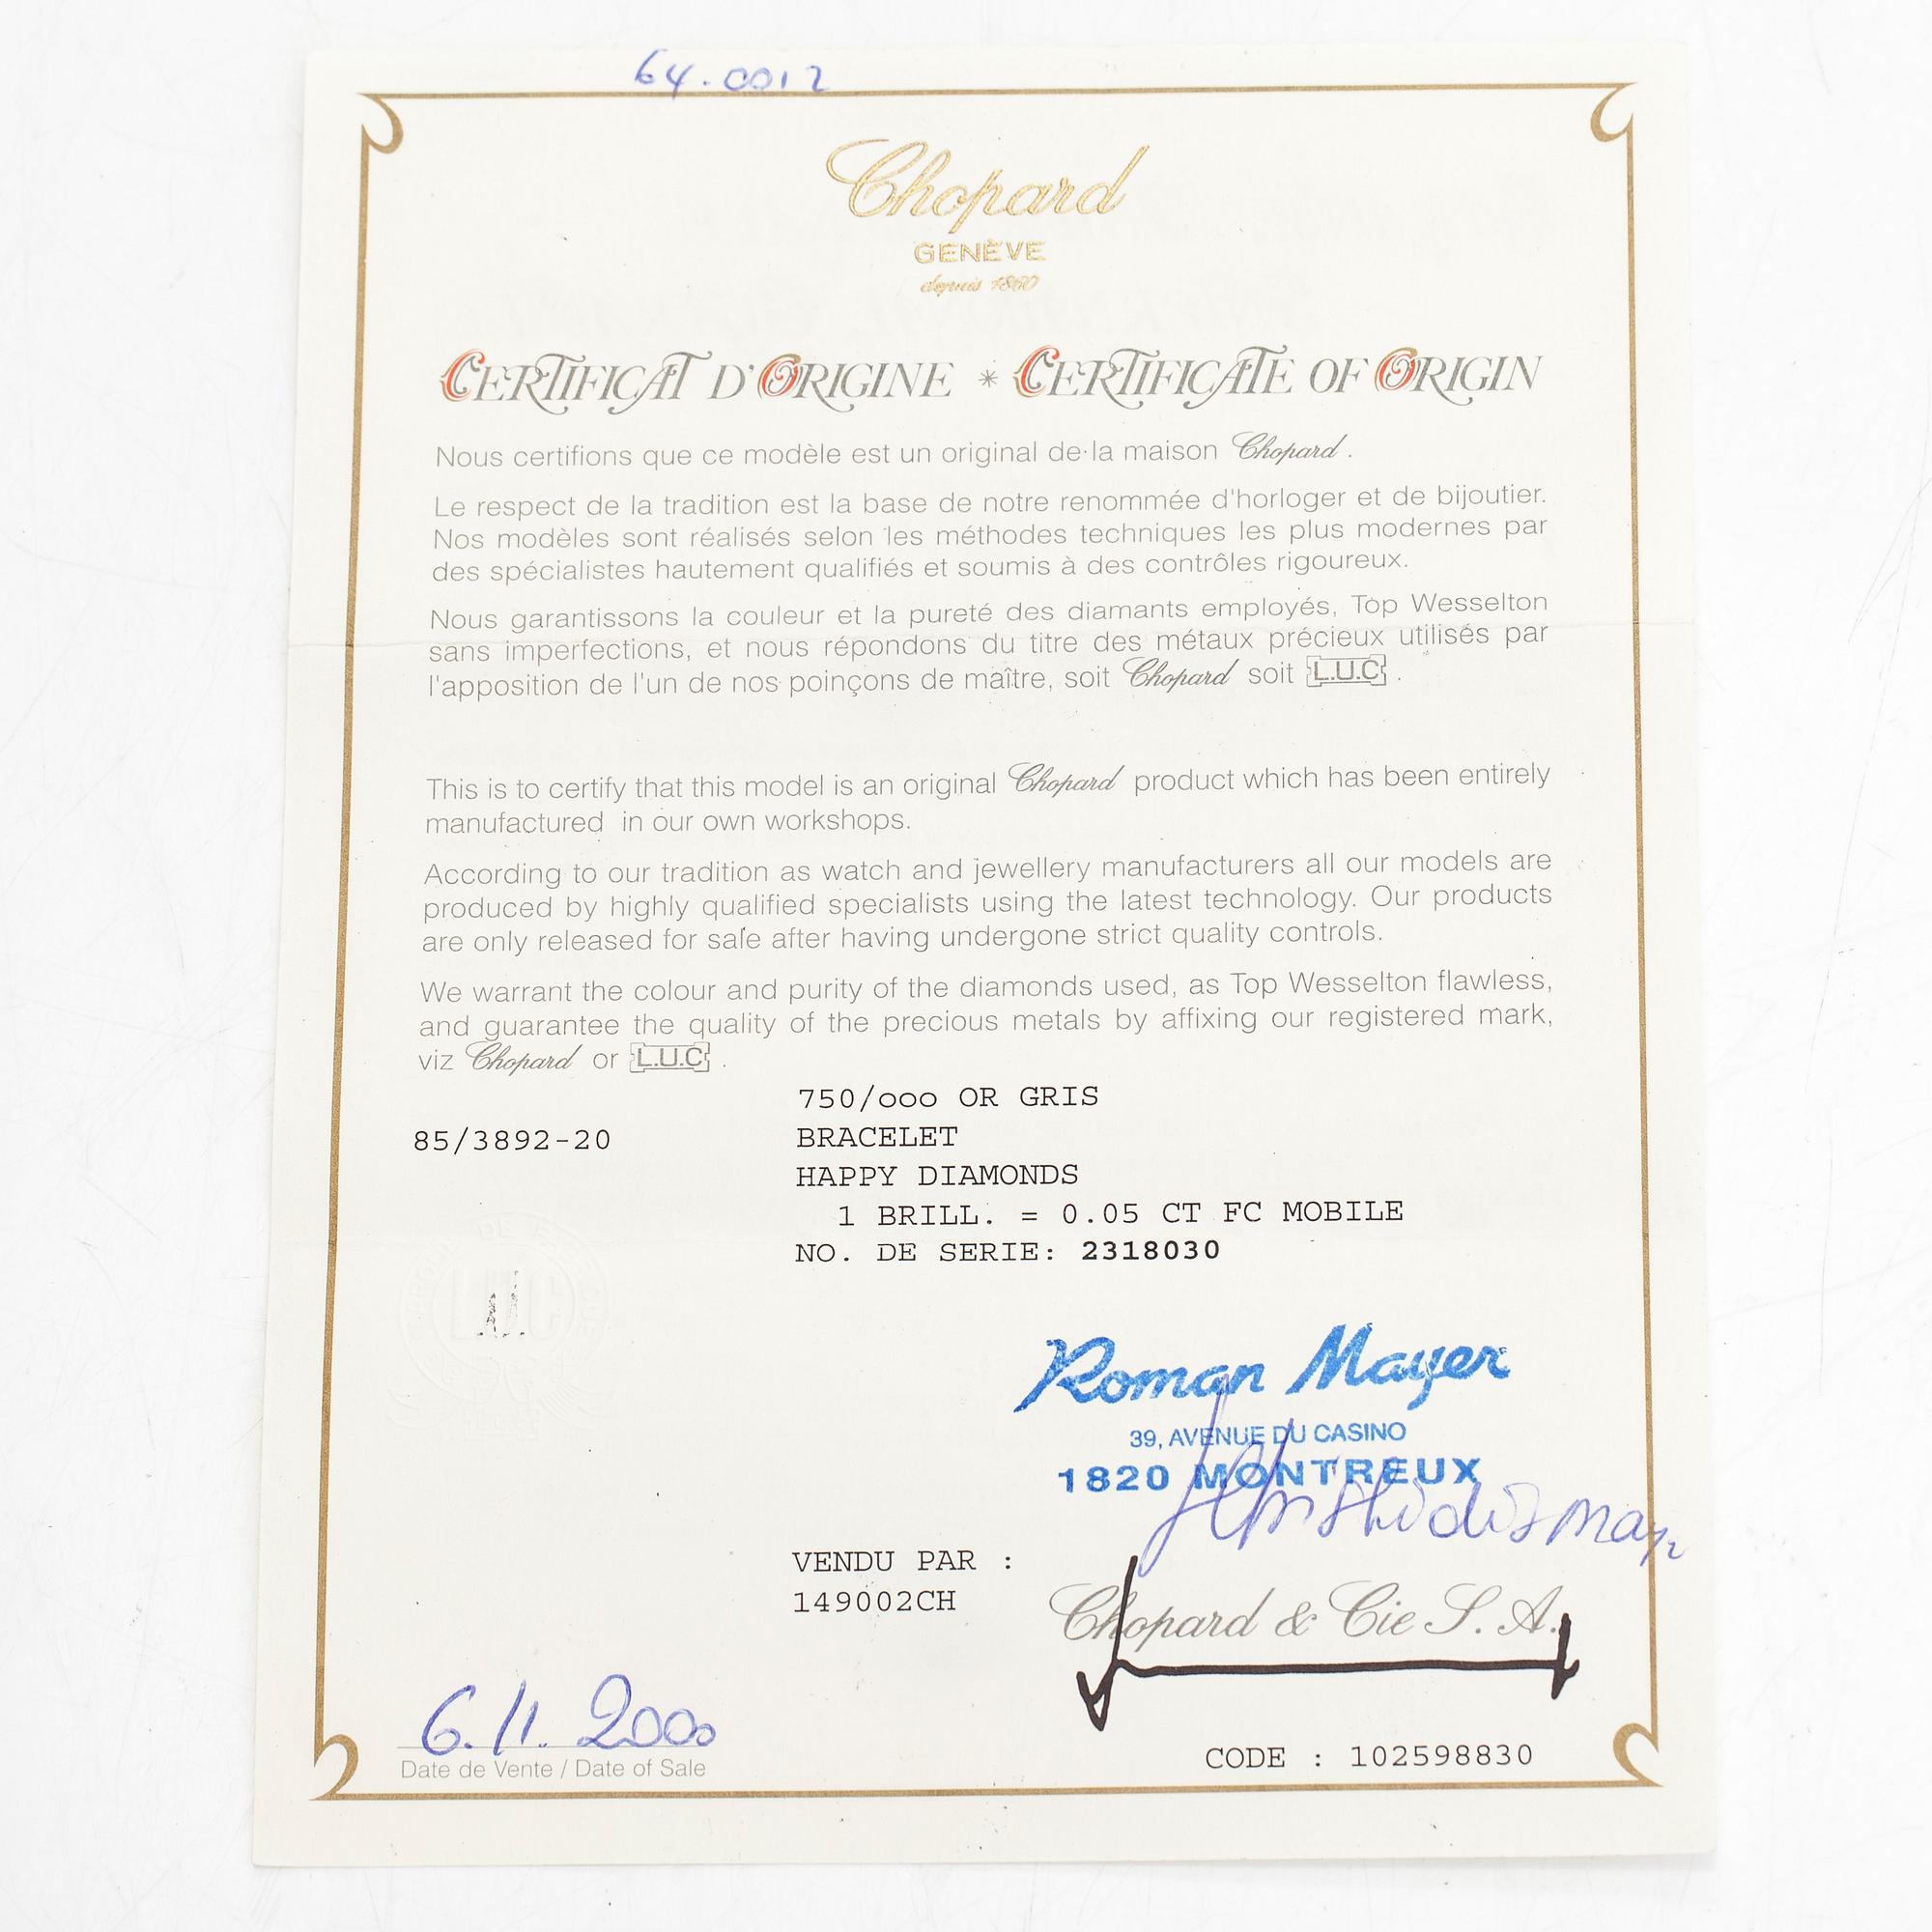 64.0012
Chopard
GENÈVE
depuis 1860
CERTIFICAT D'ORIGINE * CERTIFICATE OF ORIGIN
Nous certifions que ce modèle est un original de la maison Chopard.
Le respect de la tradition est la base de notre renommée d'horloger et de bijoutier.
Nos modèles sont réalisés selon les méthodes techniques les plus modernes par
des spécialistes hautement qualifiés et soumis à des contrôles rigoureux.
Nous garantissons la couleur et la pureté des diamants employés, Top Wesselton
sans imperfections, et nous répondons du titre des métaux précieux utilisés par
l'apposition de l'un de nos poinçons de maître, soit Chopard soit L.U.C.
This is to certify that this model is an original Chopard product which has been entirely
manufactured in our own workshops.
According to our tradition as watch and jewellery manufacturers all our models are
produced by highly qualified specialists using the latest technology. Our products
are only released for sale after having undergone strict quality controls.
We warrant the colour and purity of the diamonds used, as Top Wesselton flawless,
and guarantee the quality of the precious metals by affixing our registered mark,
viz Chopard or L.U.C.
750/ooo OR GRIS
85/3892-20 BRACELET
HAPPY DIAMONDS
1 BRILL. = 0.05 CT FC MOBILE
NO. DE SERIE: 2318030
Roman Mayer
39, AVENUE DU CASINO
1820 MONTREUX
VENDU PAR :
149002CH
Chopard & Cie S.A.
6.11.2000
Date de Vente / Date of Sale
CODE : 102598830